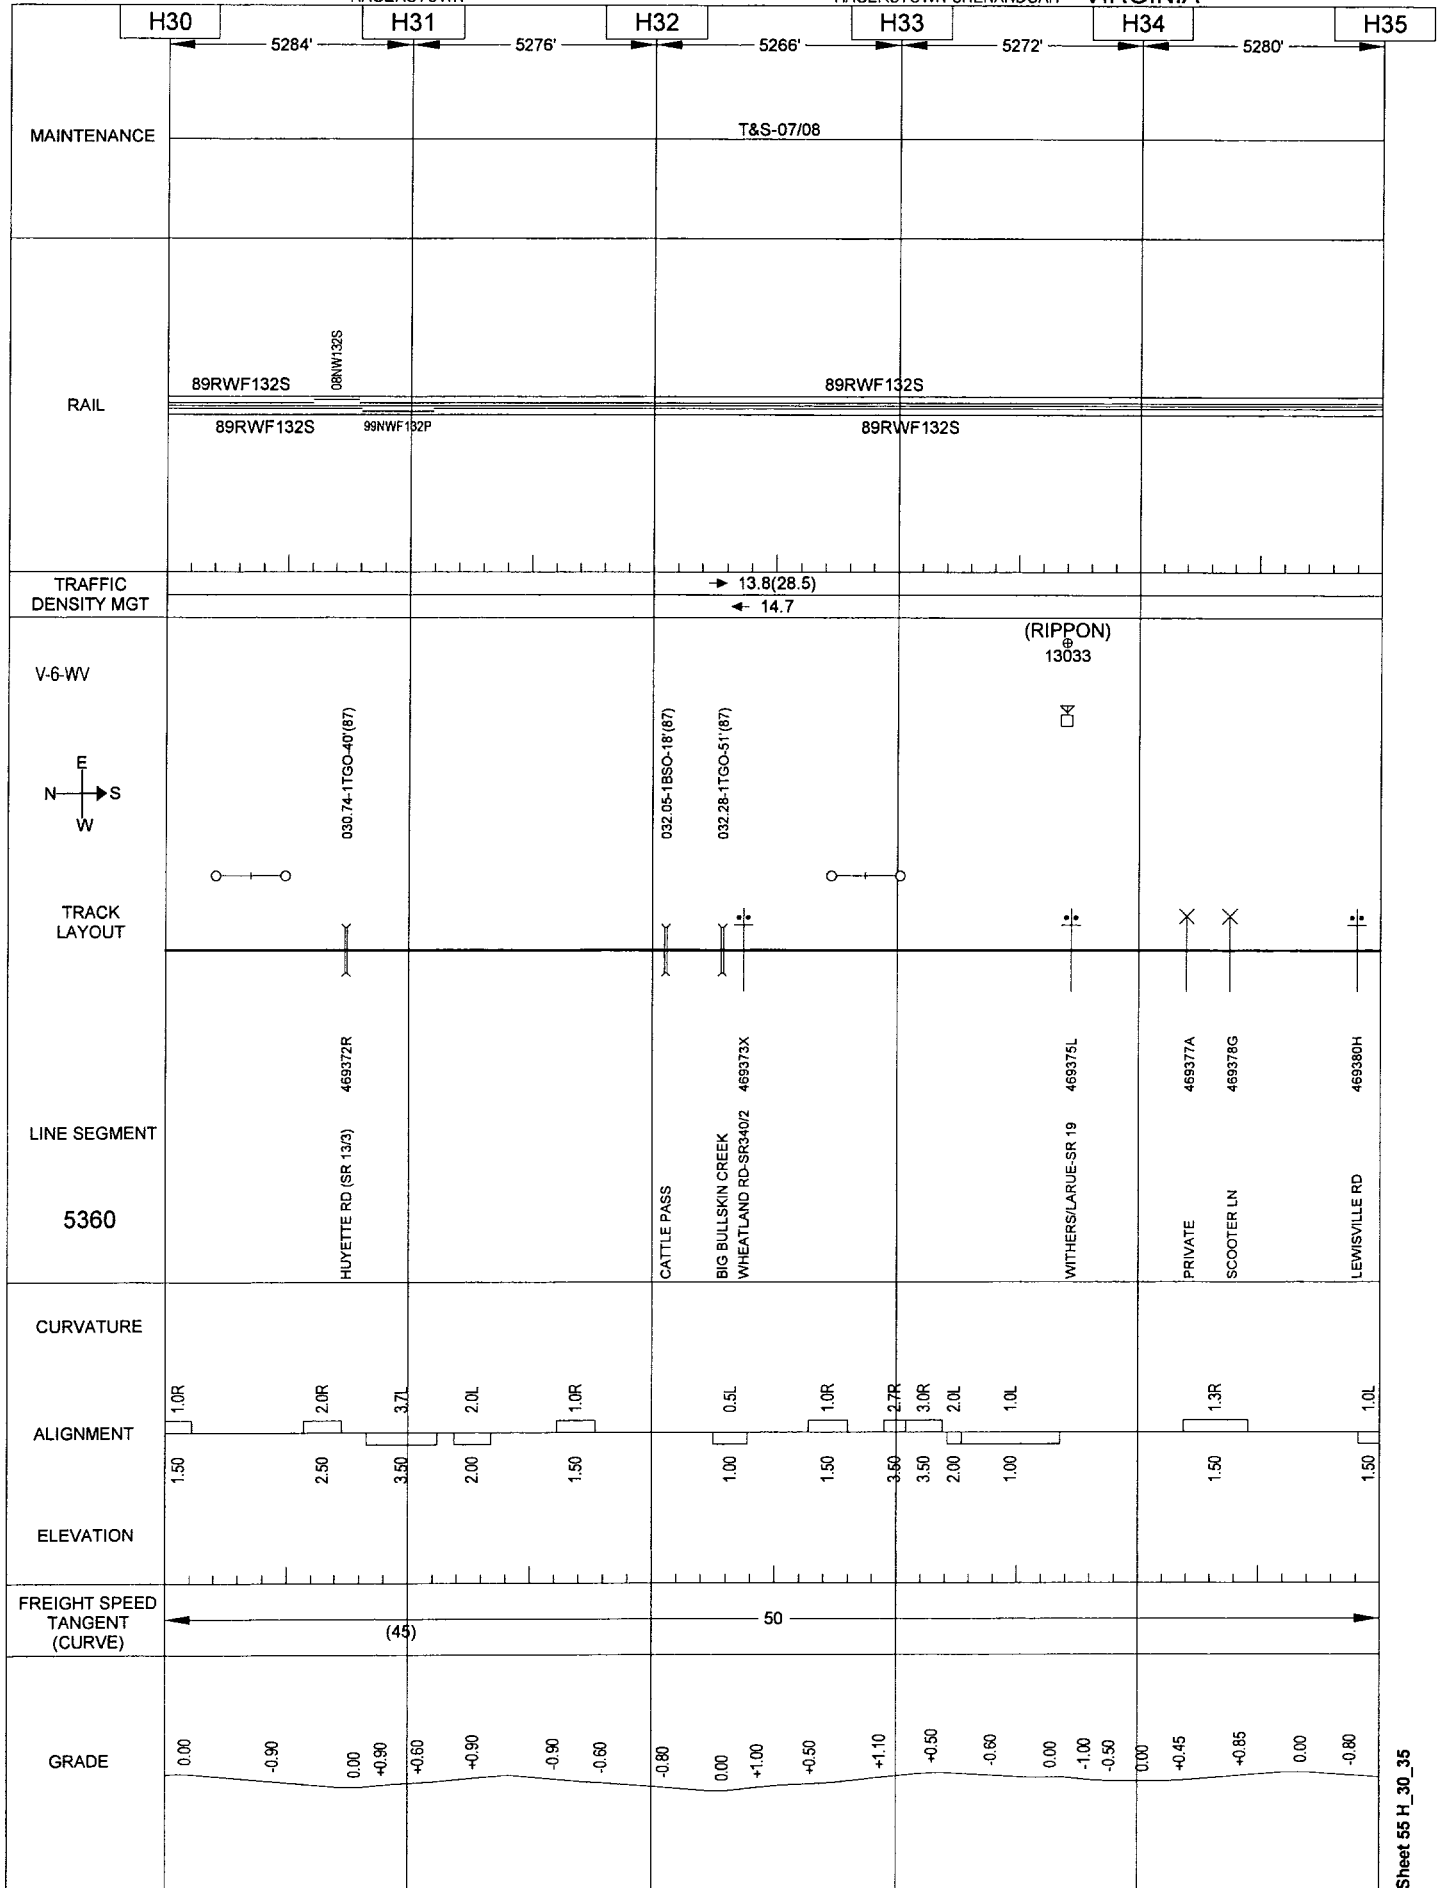 VIRGINIA
H30 H31 H32 H33 H34 H35
5284' 5276' 5266' 5272' 5280'
MAINTENANCE
T&S-07/08
RAIL
89RWF132S
08NW132S
89RWF132S
89RWF132S
99NWF132P
89RWF132S
TRAFFIC
DENSITY MGT
13.8(28.5)
14.7
V-6-WV
(RIPPON)
13033
E
N S
W
030.74-1TGO-40'(87)
032.05-1BSO-18'(87)
032.28-1TGO-51'(87)
TRACK
LAYOUT
469372R
469373X
469375L
469377A
469378G
469380H
LINE SEGMENT
5360
HUYETTE RD (SR 13/3)
CATTLE PASS
BIG BULLSKIN CREEK
WHEATLAND RD-SR340/2
WITHERS/LARUE-SR 19
PRIVATE
SCOOTER LN
LEWISVILLE RD
CURVATURE
1.0R 2.0R 3.7L 2.0L 1.0R 0.5L 1.0R 2.7R 3.0R 2.0L 1.0L 1.3R 1.0L
ALIGNMENT
1.50 2.50 3.50 2.00 1.50 1.00 1.50 3.50 3.50 2.00 1.00 1.50 1.50
ELEVATION
FREIGHT SPEED
TANGENT
(CURVE)
50
(45)
GRADE
0.00 -0.90 0.00 +0.90 +0.60 +0.90 -0.90 -0.60 -0.80 0.00 +1.00 +0.50 +1.10 +0.50 -0.60 0.00 -1.00 -0.50 0.00 +0.45 +0.85 0.00 -0.80
Sheet 55 H_30_35